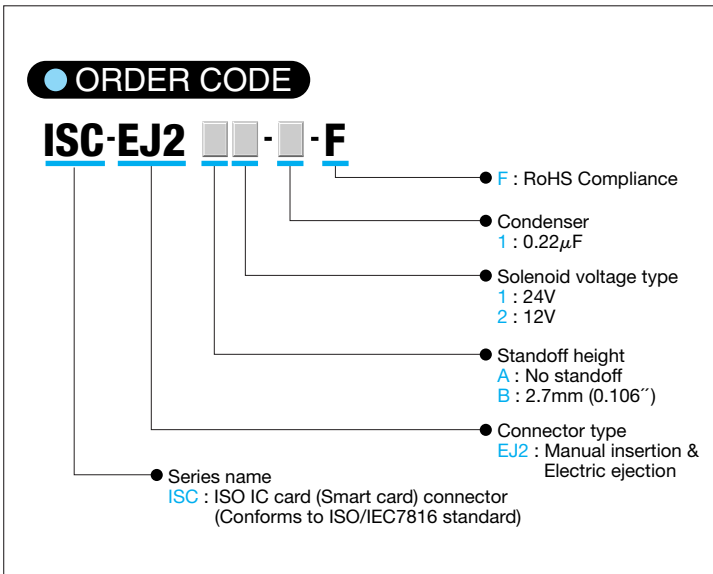 ORDER CODE
ISC-EJ2 - -F
F : RoHS Compliance
Condenser
1 : 0.22μF
Solenoid voltage type
1 : 24V
2 : 12V
Standoff height
A : No standoff
B : 2.7mm (0.106˝)
Connector type
EJ2 : Manual insertion &
Electric ejection
Series name
ISC : ISO IC card (Smart card) connector
(Conforms to ISO/IEC7816 standard)